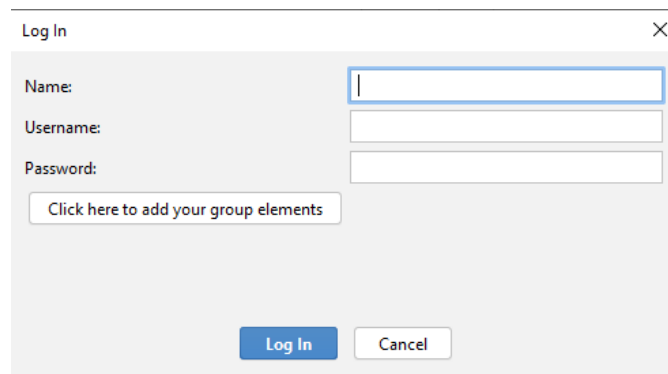 Log In
Name:
Username:
Password:
Click here to add your group elements
Log In Cancel